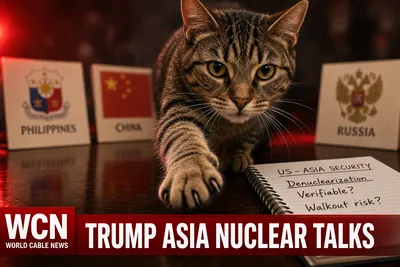 PHILIPPINES
CHINA
RUSSIA
US – ASIA SECURITY
Denuclearization
Verifiable?
Walkout risk?
WCN
WORLD CABLE NEWS
TRUMP ASIA NUCLEAR TALKS